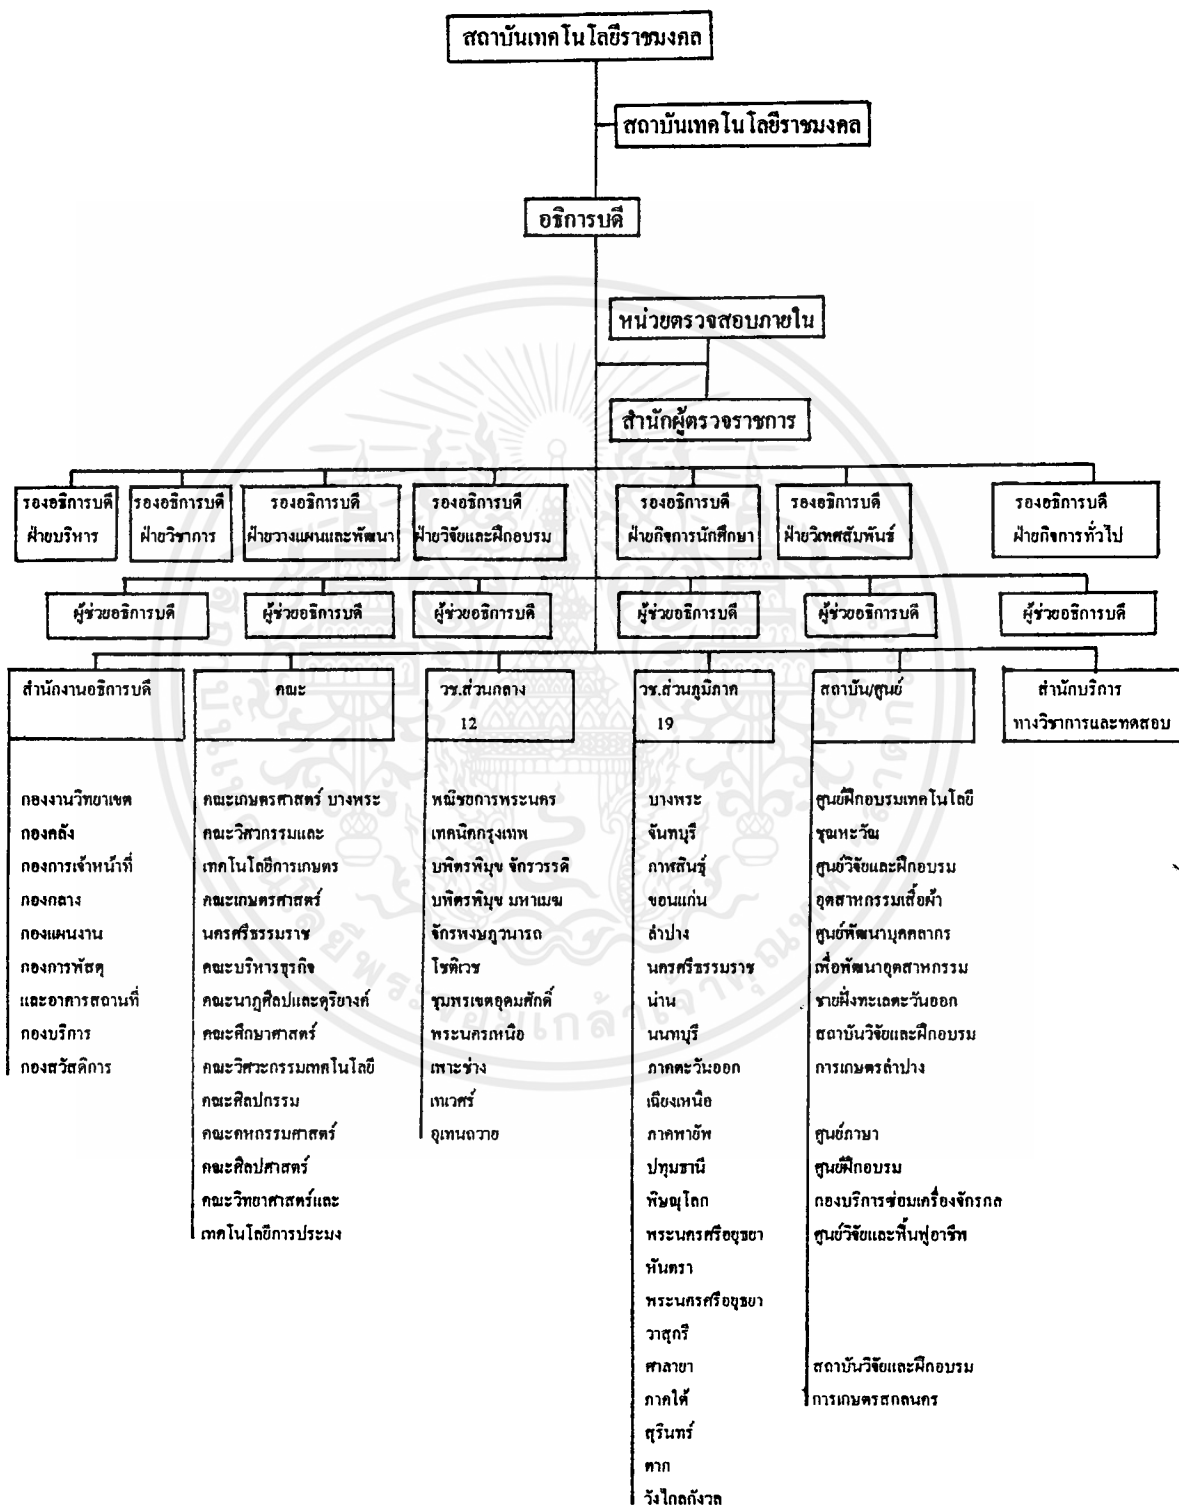 สถาบันเทคโนโลยีราชมงคล
สถาบันเทคโนโลยีราชมงคล
อธิการบดี
หน่วยตรวจสอบภายใน
สำนักผู้ตรวจราชการ
รองอธิการบดี
ฝ่ายบริหาร
รองอธิการบดี
ฝ่ายวิชาการ
รองอธิการบดี
ฝ่ายวางแผนและพัฒนา
รองอธิการบดี
ฝ่ายวิจัยและฝึกอบรม
รองอธิการบดี
ฝ่ายกิจการนักศึกษา
รองอธิการบดี
ฝ่ายวิเทศสัมพันธ์
รองอธิการบดี
ฝ่ายกิจการทั่วไป
ผู้ช่วยอธิการบดี
ผู้ช่วยอธิการบดี
ผู้ช่วยอธิการบดี
ผู้ช่วยอธิการบดี
ผู้ช่วยอธิการบดี
ผู้ช่วยอธิการบดี
สำนักงานอธิการบดี
กองงานวิทยาเขต
กองคลัง
กองการเจ้าหน้าที่
กองกลาง
กองแผนงาน
กองการพัสดุ
และอาคารสถานที่
กองบริการ
กองสวัสดิการ
คณะ
คณะเกษตรศาสตร์ บางพระ
คณะวิศวกรรมและ
เทคโนโลยีการเกษตร
คณะเกษตรศาสตร์
นครศรีธรรมราช
คณะบริหารธุรกิจ
คณะนาฎศิลปและดุริยางค์
คณะศึกษาศาสตร์
คณะวิศวะกรรมเทคโนโลยี
คณะศิลปกรรม
คณะคหกรรมศาสตร์
คณะศิลปศาสตร์
คณะวิทยาศาสตร์และ
เทคโนโลยีการประมง
วช.ส่วนกลาง
12
พณิชยการพระนคร
เทคนิคกรุงเทพ
บพิตรพิมุข จักรวรรดิ
บพิตรพิมุข มหาเมฆ
จักรพงษภูวนารถ
โชติเวช
ชุมพรเขตอุดมศักดิ์
พระนครเหนือ
เพาะช่าง
เทเวศร์
อุเทนถวาย
วช.ส่วนภูมิภาค
19
บางพระ
จันทบุรี
กาฬสินธุ์
ขอนแก่น
ลำปาง
นครศรีธรรมราช
น่าน
นนทบุรี
ภาคตะวันออก
เฉียงเหนือ
ภาคพายัพ
ปทุมธานี
พิษณุโลก
พระนครศรีอยุธยา
หันตรา
พระนครศรีอยุธยา
วาสุกรี
ศาลายา
ภาคใต้
สุรินทร์
ตาก
วังไกลกังวล
สถาบัน/ศูนย์
ศูนย์ฝึกอบรมเทคโนโลยี
ชุณหะวัณ
ศูนย์วิจัยและฝึกอบรม
อุตสาหกรรมเสื้อผ้า
ศูนย์พัฒนาบุคคลากร
เพื่อพัฒนาอุตสาหกรรม
ชายฝั่งทะเลตะวันออก
สถาบันวิจัยและฝึกอบรม
การเกษตรลำปาง
ศูนย์ภาษา
ศูนย์ฝึกอบรม
กองบริการซ่อมเครื่องจักรกล
ศูนย์วิจัยและฟื้นฟูอาชีพ
สถาบันวิจัยและฝึกอบรม
การเกษตรสกลนคร
สำนักบริการ
ทางวิชาการและทดสอบ